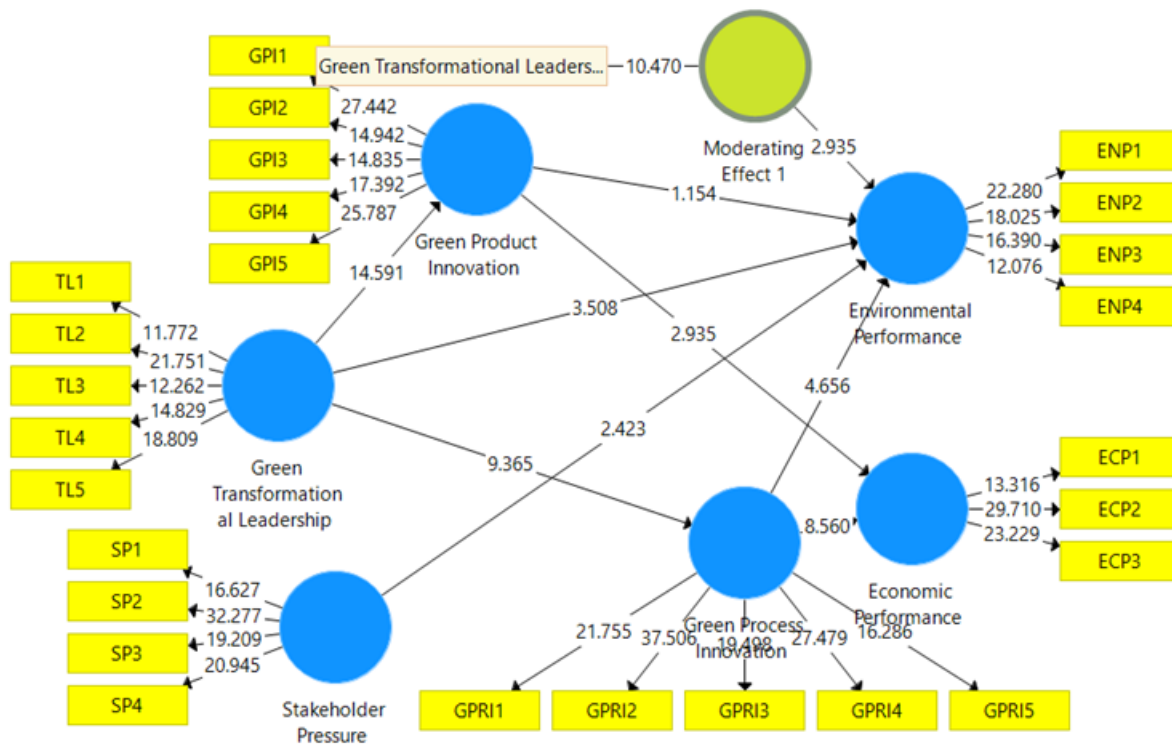 GPI1
Green Transformational Leaders...
10.470
27.442
GPI2
14.942
GPI3
14.835
GPI4
17.392
GPI5
25.787
Green Product
Innovation
Moderating
Effect 1
2.935
1.154
ENP1
22.280
ENP2
18.025
ENP3
16.390
ENP4
12.076
Environmental
Performance
14.591
3.508
2.935
4.656
2.423
9.365
TL1
11.772
TL2
21.751
TL3
12.262
TL4
14.829
TL5
18.809
Green
Transformation
al Leadership
ECP1
13.316
ECP2
29.710
ECP3
23.229
8.560
Economic
Performance
SP1
16.627
SP2
32.277
SP3
19.209
SP4
20.945
Stakeholder
Pressure
Green Process
Innovation
21.755
37.506
19.498
27.479
16.286
GPRI1
GPRI2
GPRI3
GPRI4
GPRI5